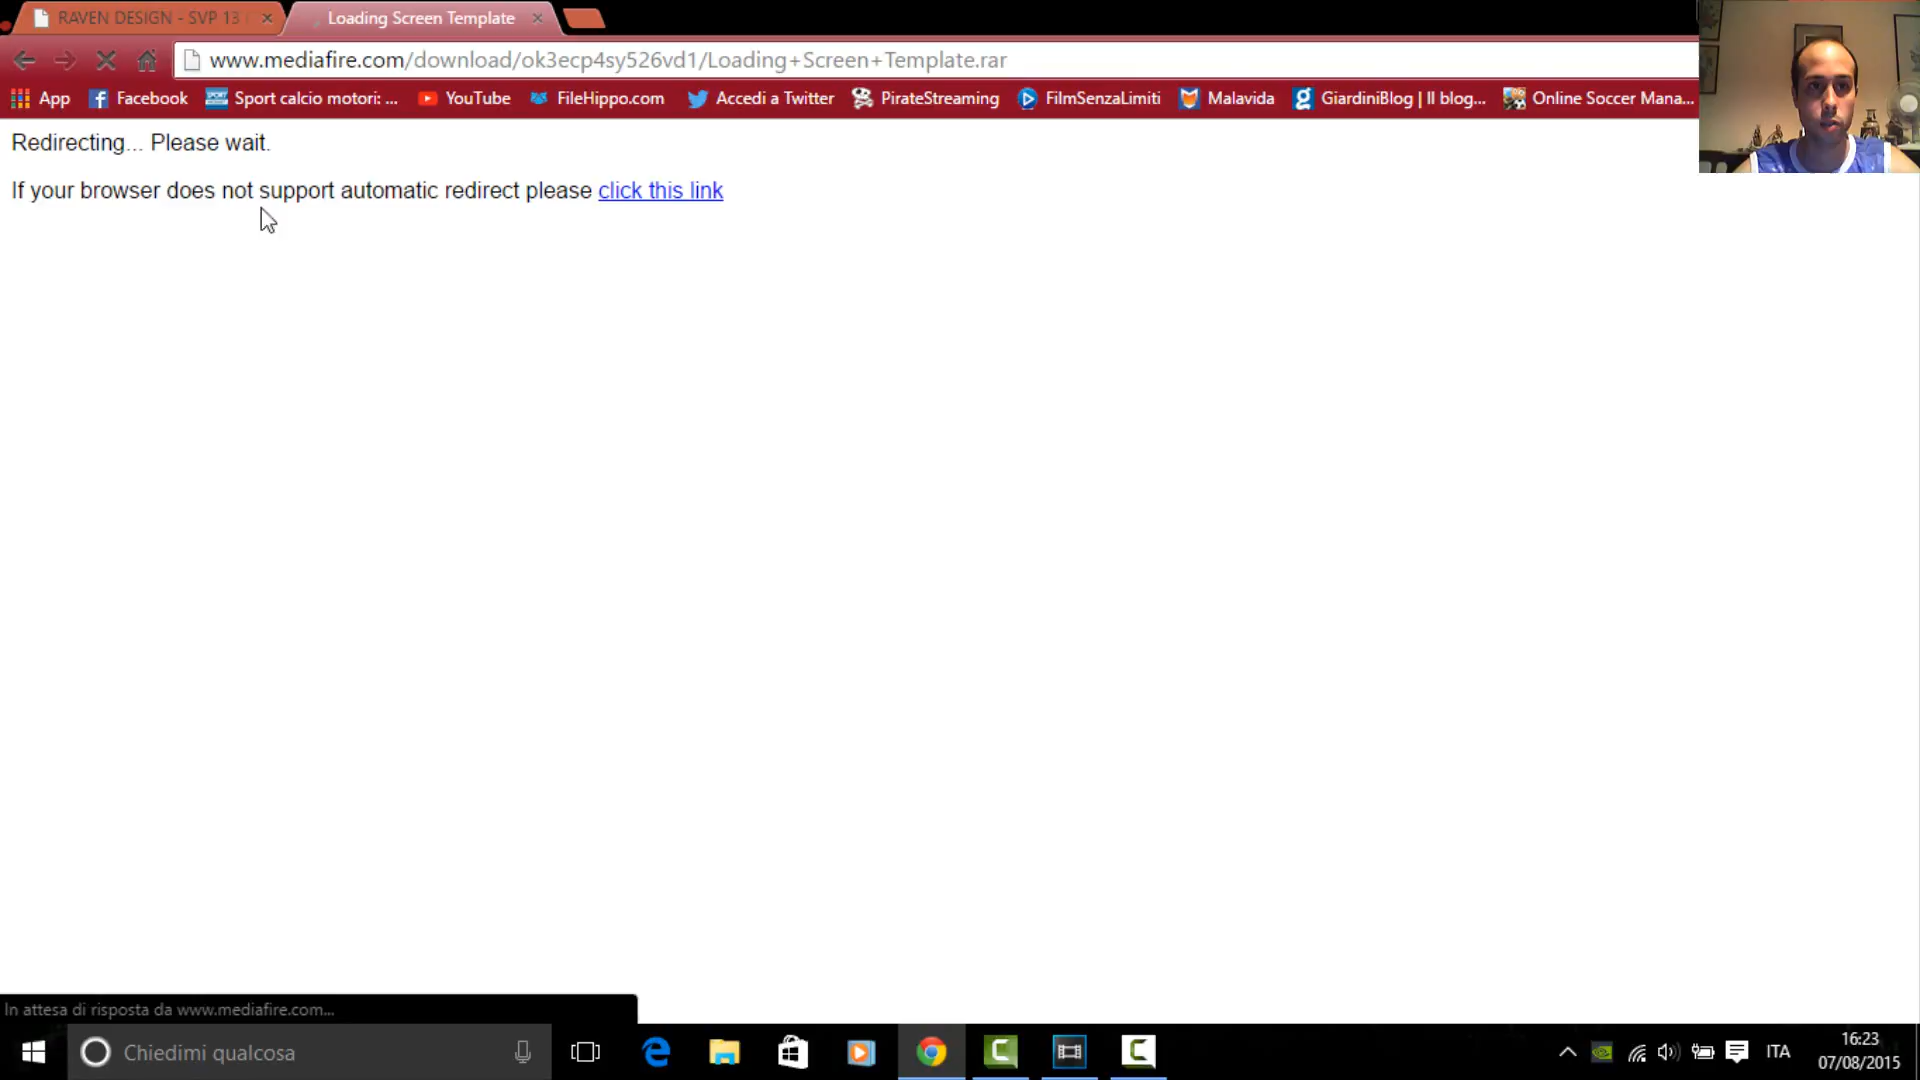 RAVEN DESIGN - SVP 13
Loading Screen Template
www.mediafire.com/download/ok3ecp4sy526vd1/Loading+Screen+Template.rar
App Facebook Sport calcio motori: ... YouTube FileHippo.com Accedi a Twitter PirateStreaming FilmSenzaLimiti Malavida GiardiniBlog | Il blog... Online Soccer Mana...
Redirecting... Please wait.
If your browser does not support automatic redirect please click this link
In attesa di risposta da www.mediafire.com...
Chiedimi qualcosa
ITA
16:23
07/08/2015